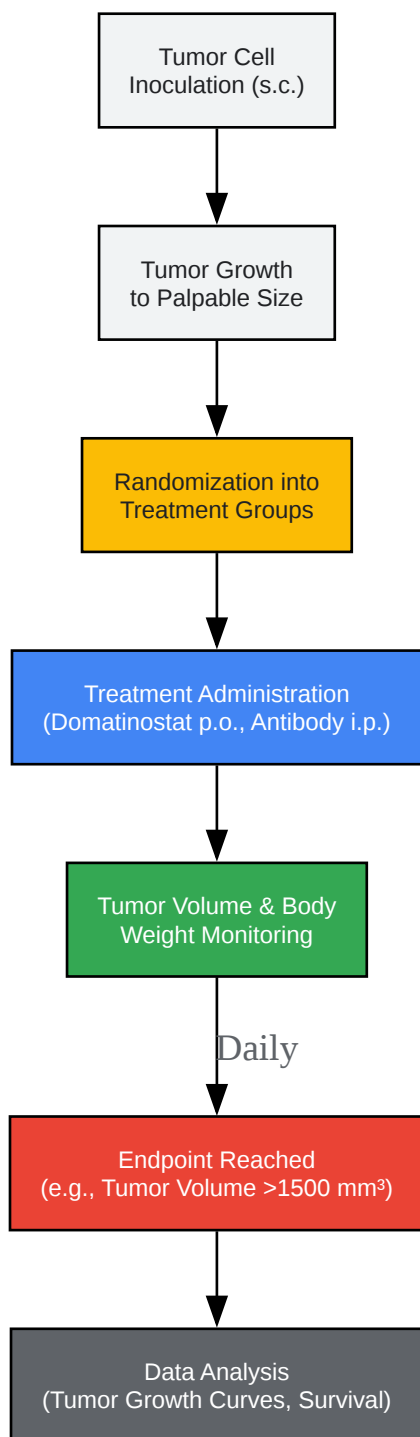 Tumor Cell
Inoculation (s.c.)
Tumor Growth
to Palpable Size
Randomization into
Treatment Groups
Treatment Administration
(Domatinostat p.o., Antibody i.p.)
Tumor Volume & Body
Weight Monitoring
Daily
Endpoint Reached
(e.g., Tumor Volume >1500 mm³)
Data Analysis
(Tumor Growth Curves, Survival)